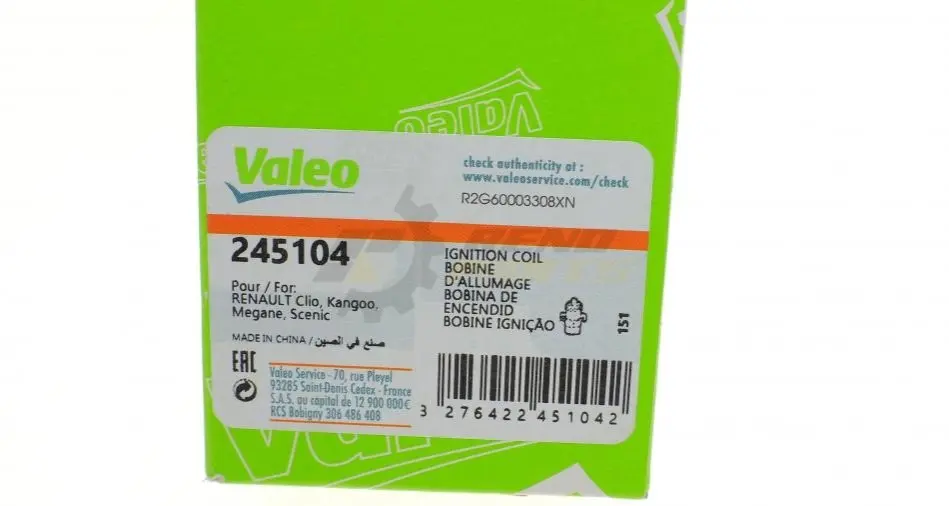 Valeo
Valeo
check authenticity at :
www.valeoservice.com/check
R2G60003308XN
245104
IGNITION COIL
BOBINE
D'ALLUMAGE
BOBINA DE
ENCENDID
BOBINE IGNIÇÃO
151
Pour / For:
RENAULT Clio, Kangoo,
Megane, Scenic
MADE IN CHINA / صنع في الصين
EAC
Valeo Service - 70, rue Pleyel
93285 Saint-Denis Cedex - France
S.A.S. au capital de 12 900 000€
RCS Bobigny 306 486 408
3 276422 451042